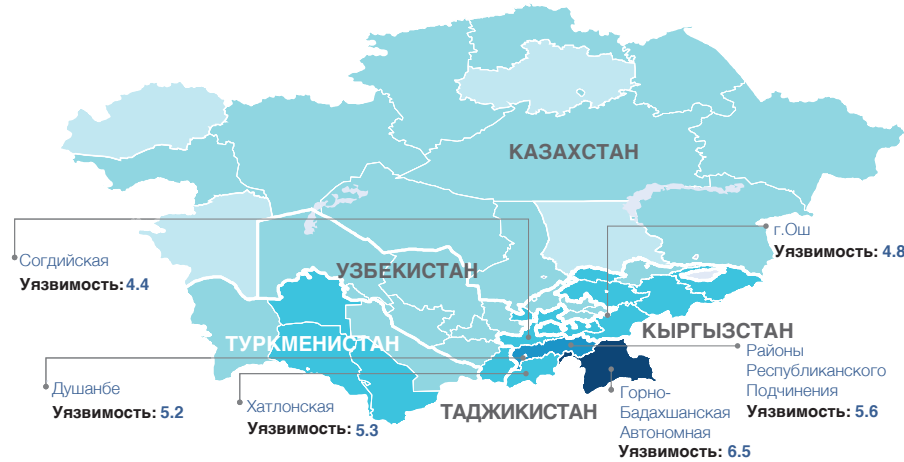 КАЗАХСТАН
г.Ош
Уязвимость: 4.8
Согдийская
Уязвимость: 4.4
УЗБЕКИСТАН
ТУРКМЕНИСТАН
КЫРГЫЗСТАН
Районы
Республиканского
Подчинения
Уязвимость: 5.6
Душанбе
Уязвимость: 5.2
Хатлонская
Уязвимость: 5.3
ТАДЖИКИСТАН
Горно-
Бадахшанская
Автономная
Уязвимость: 6.5